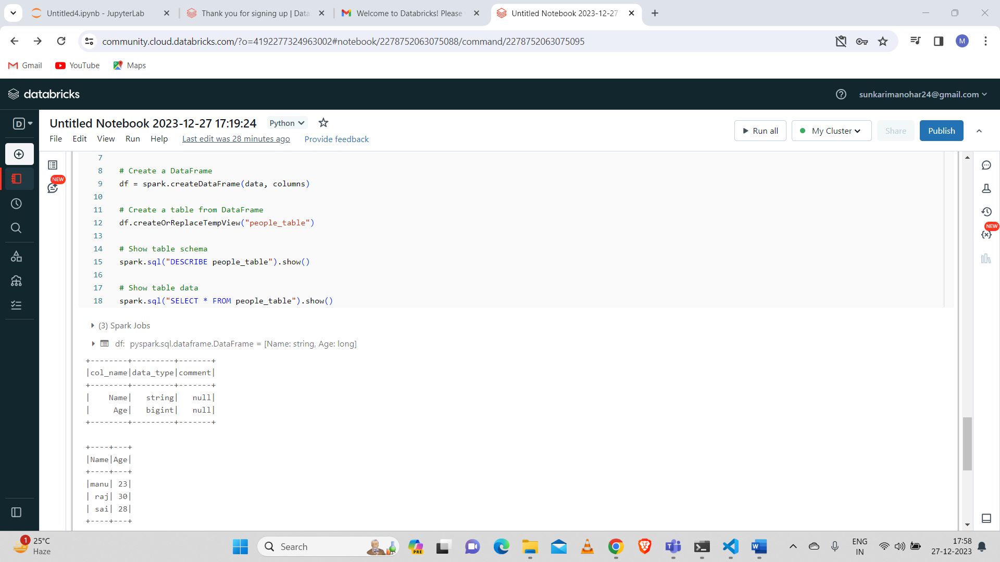 Untitled4.ipynb - JupyterLab
Thank you for signing up | Data
Welcome to Databricks! Please
Untitled Notebook 2023-12-27
community.cloud.databricks.com/?o=4192277324963002#notebook/2278752063075088/command/2278752063075095
M
Gmail YouTube Maps
databricks
sunkarimanohar24@gmail.com
D
Untitled Notebook 2023-12-27 17:19:24 Python
File Edit View Run Help Last edit was 28 minutes ago Provide feedback
Run all My Cluster Share Publish
NEW
NEW
7
8 # Create a DataFrame
9 df = spark.createDataFrame(data, columns)
10
11 # Create a table from DataFrame
12 df.createOrReplaceTempView("people_table")
13
14 # Show table schema
15 spark.sql("DESCRIBE people_table").show()
16
17 # Show table data
18 spark.sql("SELECT * FROM people_table").show()
(3) Spark Jobs
df: pyspark.sql.dataframe.DataFrame = [Name: string, Age: long]
+--------+---------+-------+
|col_name|data_type|comment|
+--------+---------+-------+
|    Name|   string|   null|
|     Age|   bigint|   null|
+--------+---------+-------+
+----+---+
|Name|Age|
+----+---+
|manu| 23|
| raj| 30|
| sai| 28|
+----+---+
1
25°C
Haze
Search
PRE
ENG
IN
17:58
27-12-2023